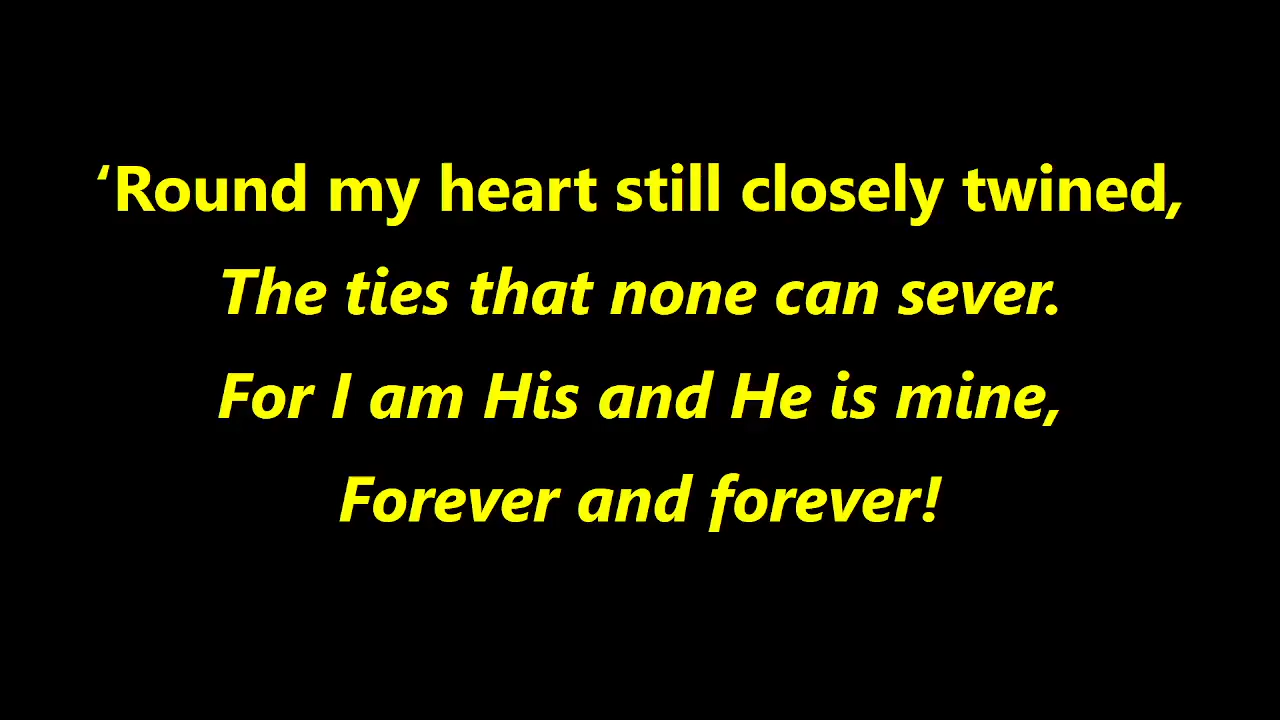 ‘Round my heart still closely twined,
The ties that none can sever.
For I am His and He is mine,
Forever and forever!